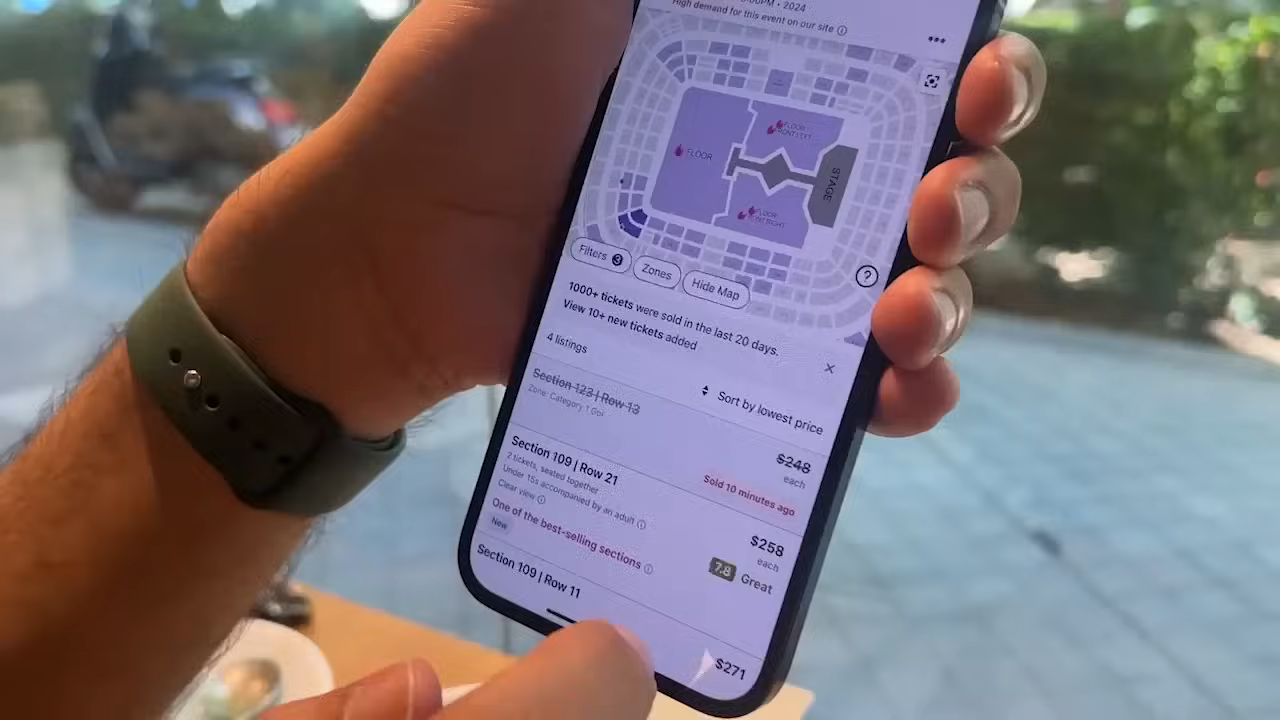 :00PM • 2024
High demand for this event on our site
FLOOR
FLOOR
FRONT LEFT
STAGE
FLOOR
FRONT RIGHT
Filters 3
Zones
Hide Map
?
1000+ tickets were sold in the last 20 days.
View 10+ new tickets added
4 listings
Sort by lowest price
Section 123 | Row 13
Zone: Category 1 Gold
$248
each
Sold 10 minutes ago
Section 109 | Row 21
2 tickets, seated together
Under 15s accompanied by an adult
Clear view
One of the best-selling sections
New
$258
each
7.8 Great
Section 109 | Row 11
$271